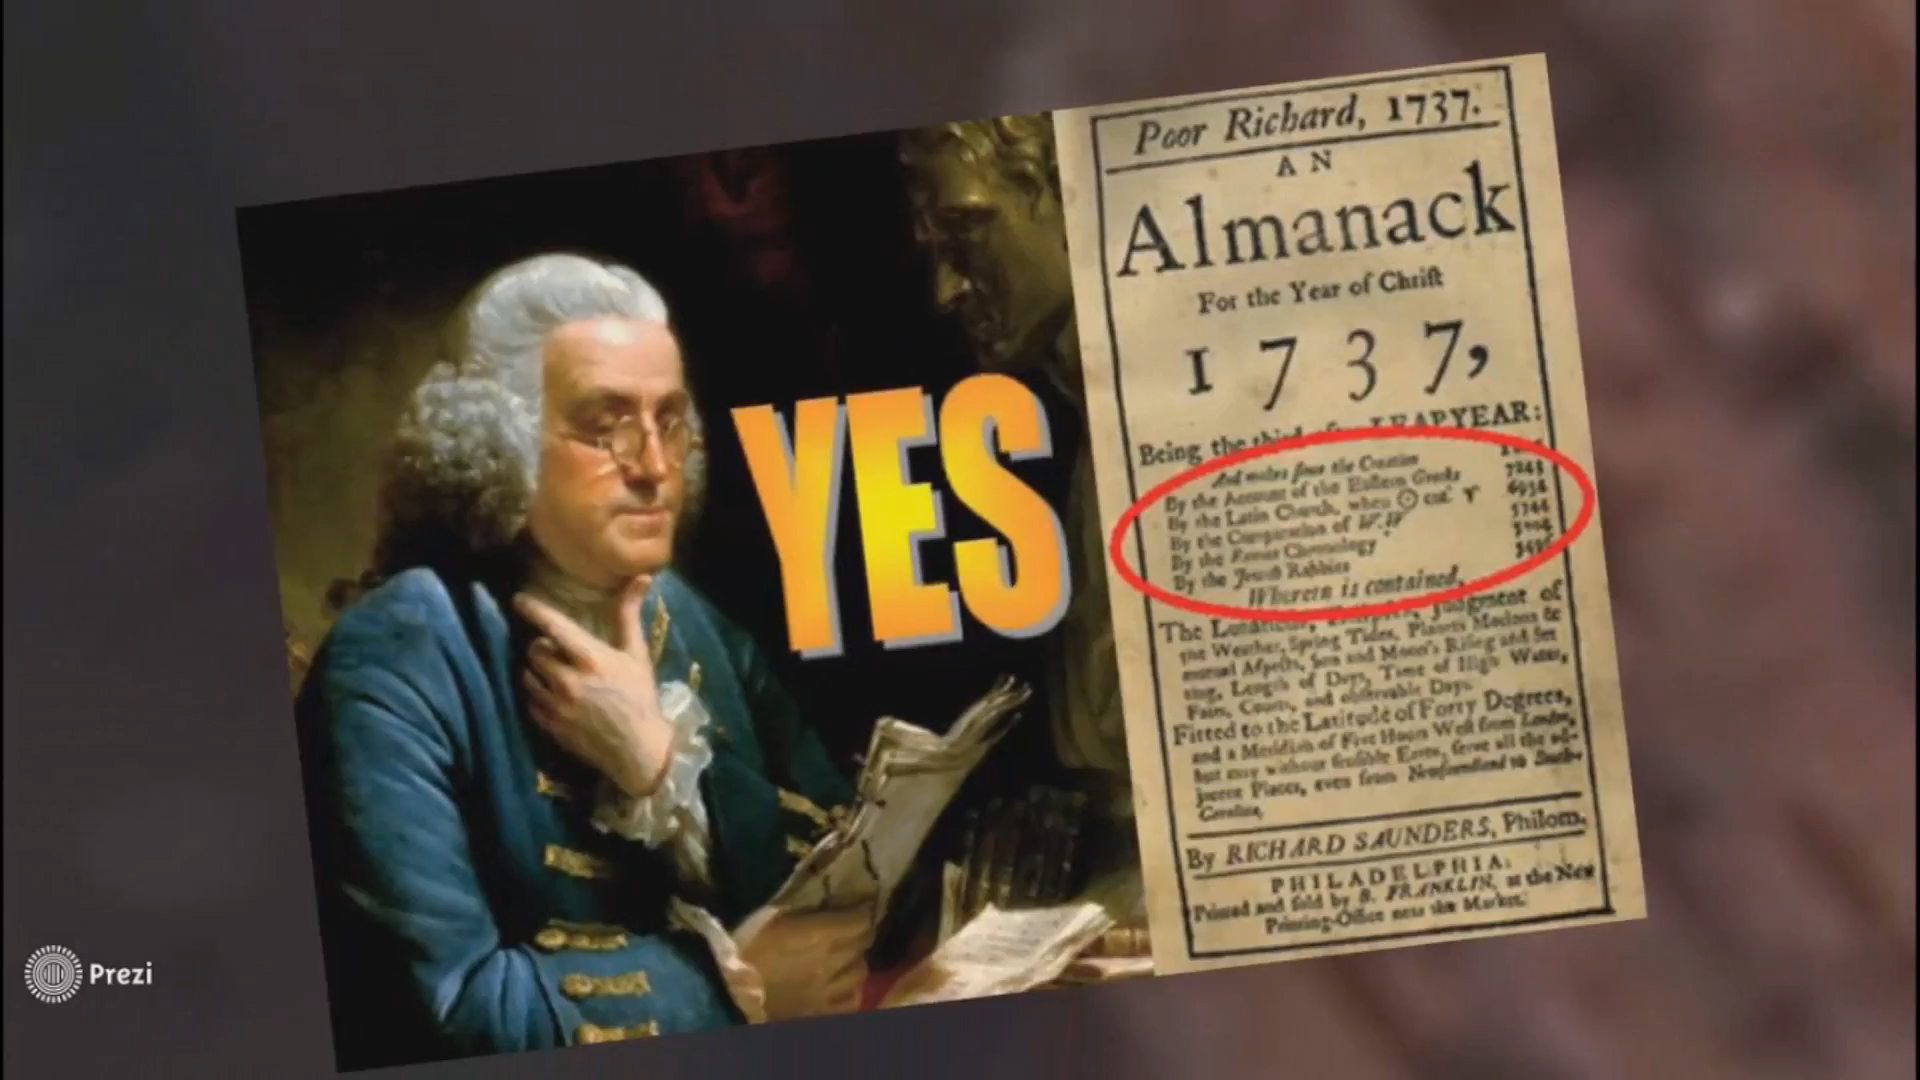 YES
Poor Richard, 1737.
AN
Almanack
For the Year of Christ
1737,
Being the third after LEAP YEAR:
And makes since the Creation
By the Account of the Eastern Greeks 7245
By the Latin Church, when ☉ ent. ♈ 6936
By the Computation of W.W 5746
By the Roman Chronology
By the Jewish Rabbies
Wherein is contained,
The Lunations, Eclipses, Judgment of
the Weather, Spring Tides, Planets Motions &
mutual Aspects, Sun and Moon's Rising and Set
ting, Length of Days, Time of High Water,
Fairs, Courts, and observable Days.
Fitted to the Latitude of Forty Degrees,
and a Meridian of Five Hours West from London,
but may without sensible Error, serve all the ad-
jacent Places, even from Newfoundland to South-
Carolina.
By RICHARD SAUNDERS, Philom.
PHILADELPHIA:
Printed and sold by B. FRANKLIN, at the New
Printing-Office near the Market.
Prezi